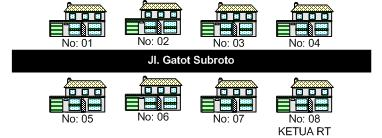 No: 01
No: 02
No: 03
No: 04
Jl. Gatot Subroto
No: 05
No: 06
No: 07
No: 08
KETUA RT